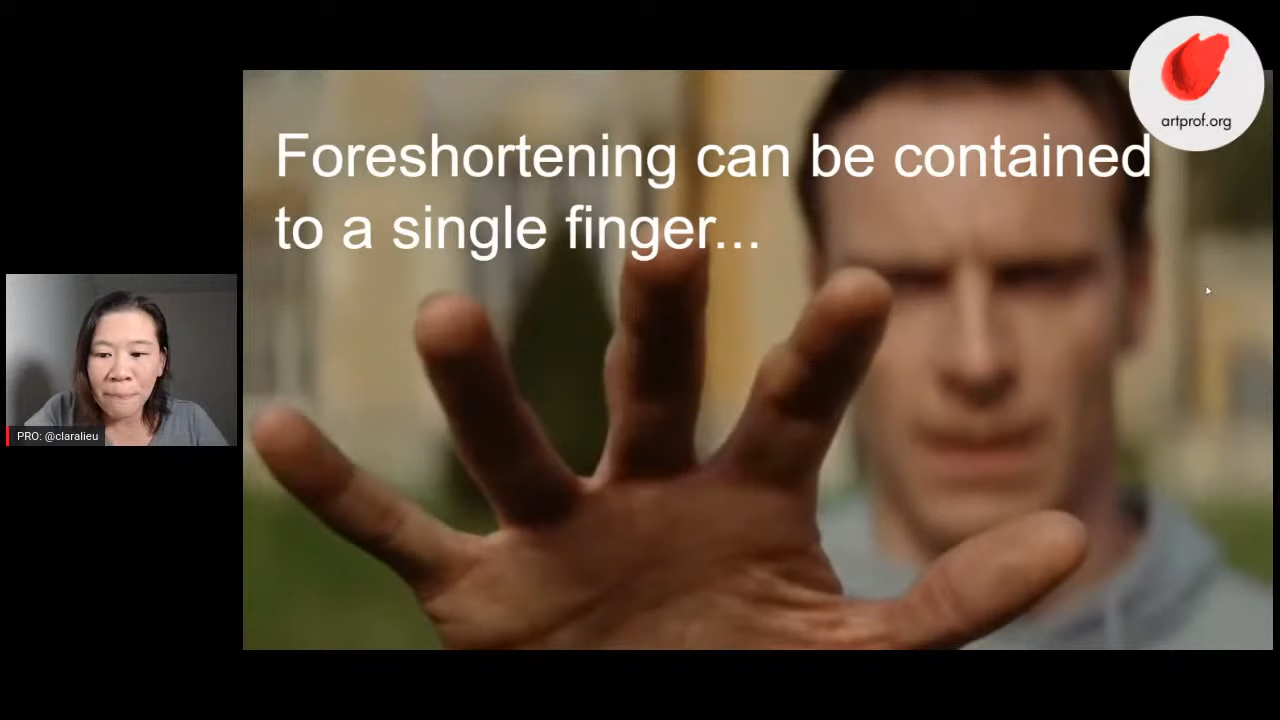 Foreshortening can be contained
to a single finger...
artprof.org
PRO: @claralieu